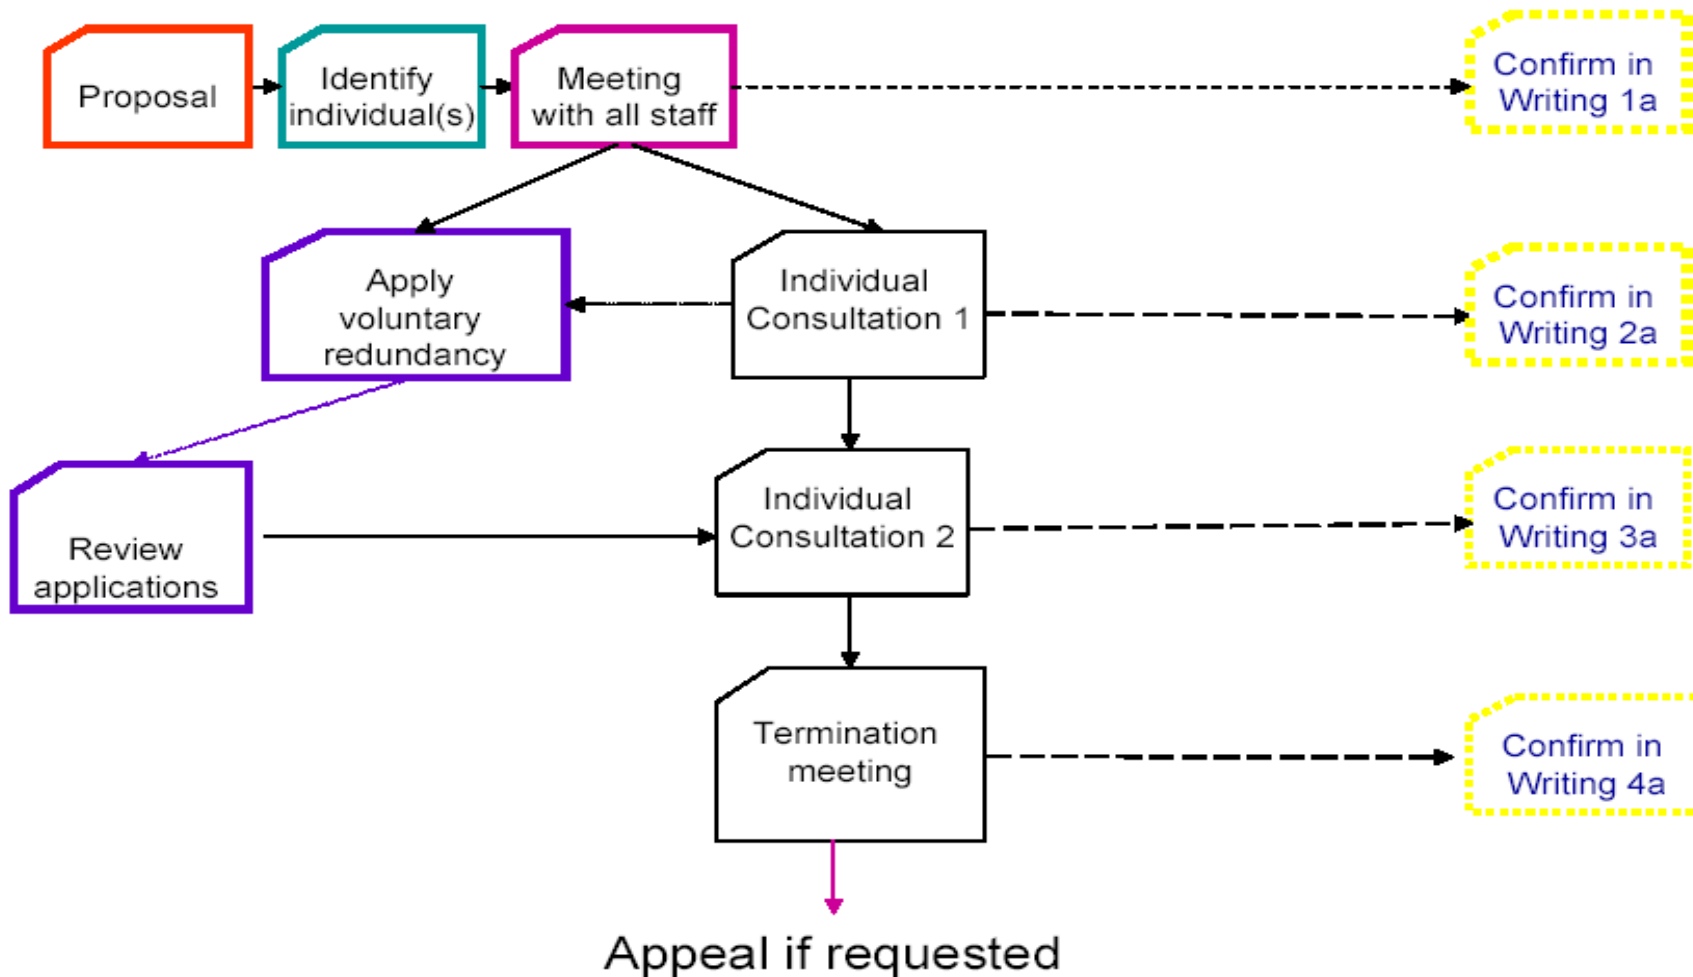 Proposal
Identify
individual(s)
Meeting
with all staff
Confirm in
Writing 1a
Apply
voluntary
redundancy
Individual
Consultation 1
Confirm in
Writing 2a
Review
applications
Individual
Consultation 2
Confirm in
Writing 3a
Termination
meeting
Confirm in
Writing 4a
Appeal if requested